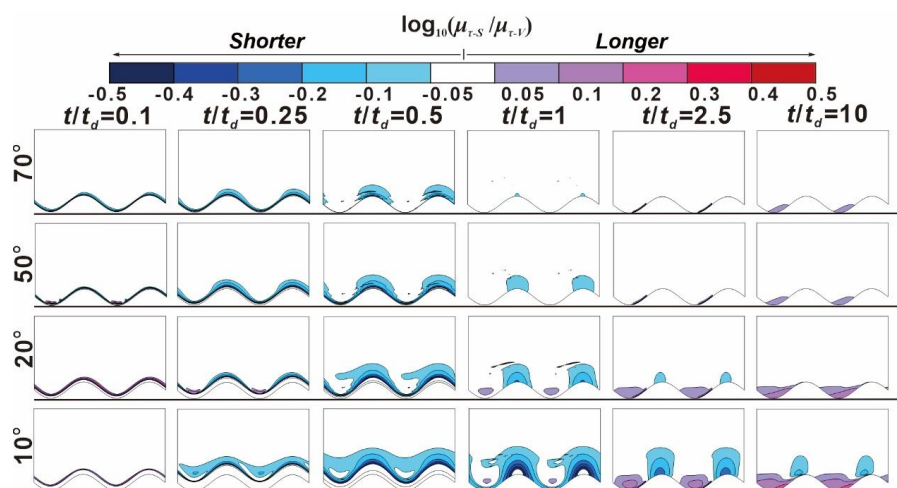 log₁₀(μτ-S /μτ-V)
Shorter Longer
-0.5 -0.4 -0.3 -0.2 -0.1 -0.05 0.05 0.1 0.2 0.3 0.4 0.5
t/td=0.1 t/td=0.25 t/td=0.5 t/td=1 t/td=2.5 t/td=10
70°
50°
20°
10°